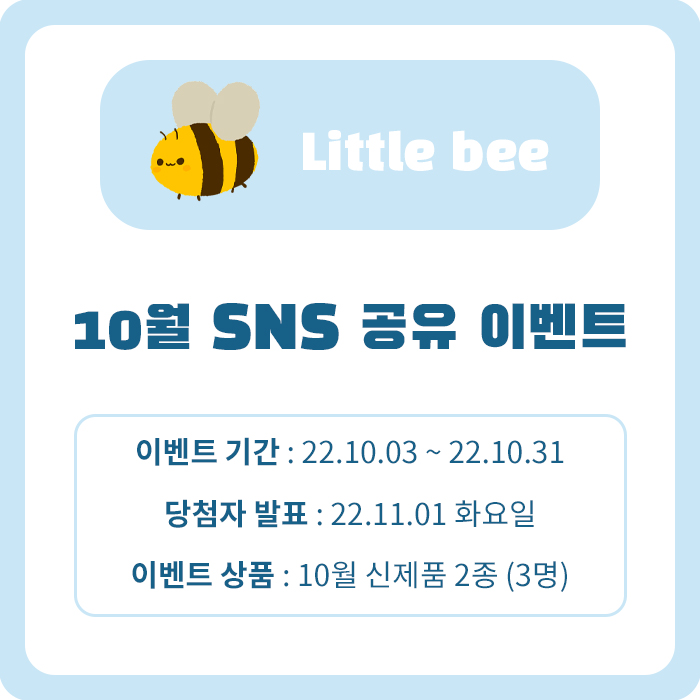 Little bee
10월 SNS 공유 이벤트
이벤트 기간 : 22.10.03 ~ 22.10.31
당첨자 발표 : 22.11.01 화요일
이벤트 상품 : 10월 신제품 2종 (3명)